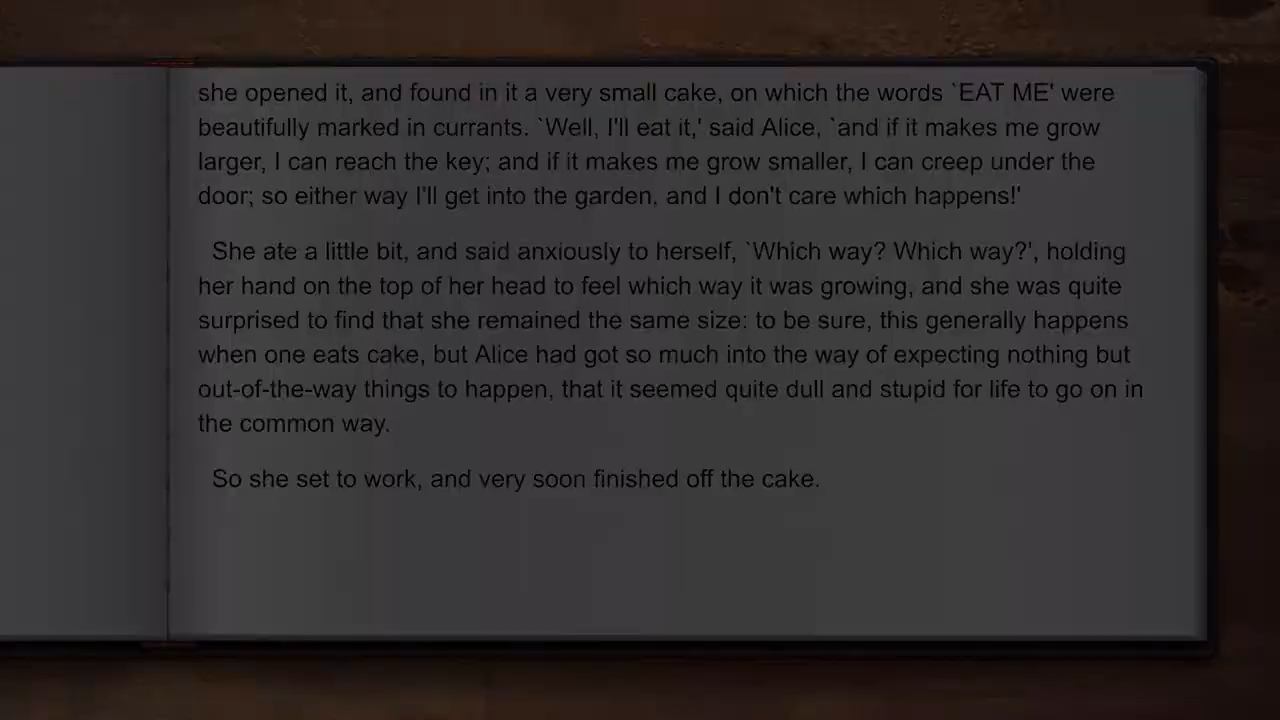 she opened it, and found in it a very small cake, on which the words `EAT ME' were
beautifully marked in currants. `Well, I'll eat it,' said Alice, `and if it makes me grow
larger, I can reach the key; and if it makes me grow smaller, I can creep under the
door; so either way I'll get into the garden, and I don't care which happens!'
She ate a little bit, and said anxiously to herself, `Which way? Which way?', holding
her hand on the top of her head to feel which way it was growing, and she was quite
surprised to find that she remained the same size: to be sure, this generally happens
when one eats cake, but Alice had got so much into the way of expecting nothing but
out-of-the-way things to happen, that it seemed quite dull and stupid for life to go on in
the common way.
So she set to work, and very soon finished off the cake.